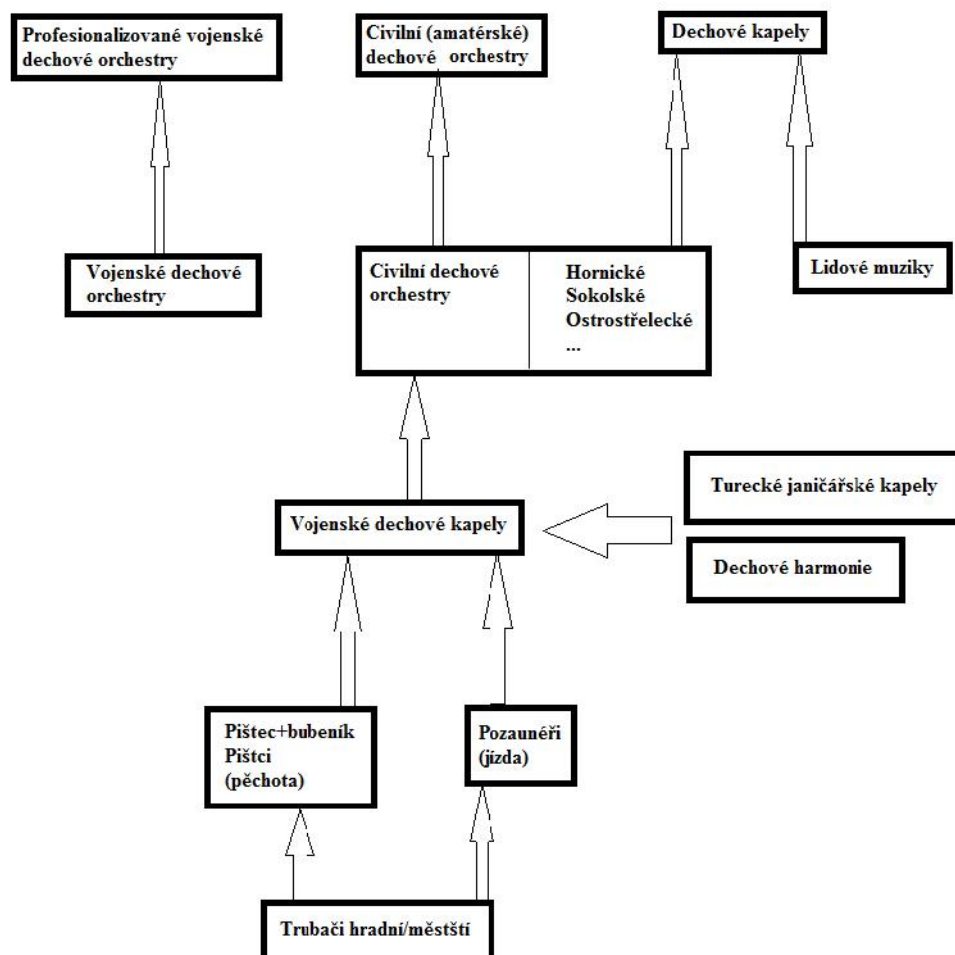 Profesionalizované vojenské
dechové orchestry
Civilní (amatérské)
dechové orchestry
Dechové kapely
Vojenské dechové
orchestry
Civilní dechové
orchestry
Hornické
Sokolské
Ostrostřelecké
...
Lidové muziky
Turecké janičářské kapely
Vojenské dechové kapely
Dechové harmonie
Pištec+bubeník
Pištci
(pěchota)
Pozaunéři
(jízda)
Trubači hradní/městští